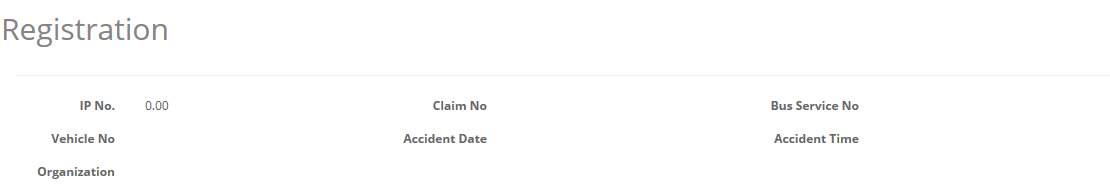 Registration
IP No. 0.00 Claim No Bus Service No
Vehicle No Accident Date Accident Time
Organization